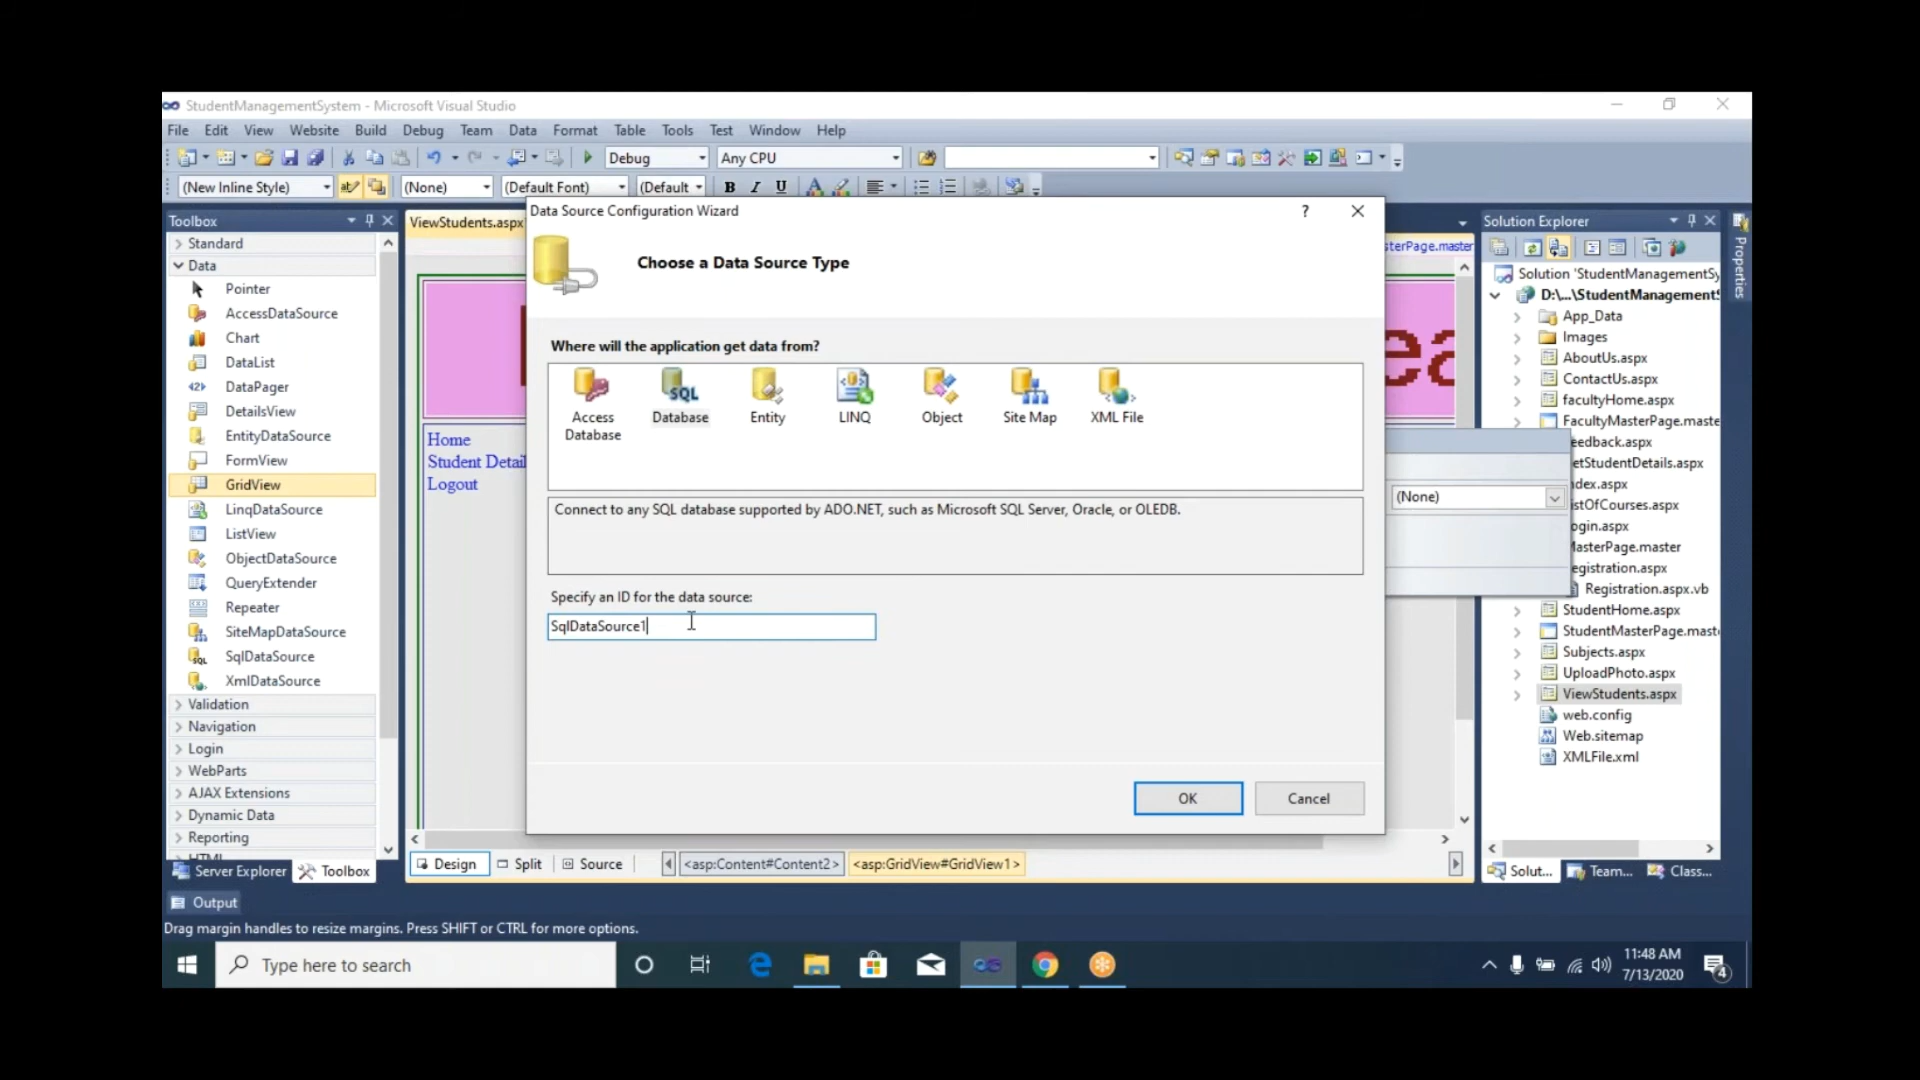 StudentManagementSystem - Microsoft Visual Studio
File Edit View Website Build Debug Team Data Format Table Tools Test Window Help
Debug Any CPU
(New Inline Style) (None) (Default Font) (Default B I U
Toolbox
Standard
Data
Pointer
AccessDataSource
Chart
DataList
DataPager
DetailsView
EntityDataSource
FormView
GridView
LinqDataSource
ListView
ObjectDataSource
QueryExtender
Repeater
SiteMapDataSource
SqlDataSource
XmlDataSource
Validation
Navigation
Login
WebParts
AJAX Extensions
Dynamic Data
Reporting
HTML
Server Explorer Toolbox
ViewStudents.aspx
sterPage.master
ea
Home
Student Detail
Logout
Data Source Configuration Wizard
?
Choose a Data Source Type
Where will the application get data from?
Access Database
SQL
Database
Entity
LINQ
Object
Site Map
XML File
Connect to any SQL database supported by ADO.NET, such as Microsoft SQL Server, Oracle, or OLEDB.
Specify an ID for the data source:
SqlDataSource1
OK Cancel
(None)
Design Split Source <asp:Content#Content2> <asp:GridView#GridView1>
Solution Explorer
Properties
Solution 'StudentManagementSy
D:\...\StudentManagementS
App_Data
Images
AboutUs.aspx
ContactUs.aspx
facultyHome.aspx
FacultyMasterPage.maste
eedback.aspx
etStudentDetails.aspx
ndex.aspx
istOfCourses.aspx
ogin.aspx
MasterPage.master
egistration.aspx
Registration.aspx.vb
StudentHome.aspx
StudentMasterPage.mast
Subjects.aspx
UploadPhoto.aspx
ViewStudents.aspx
web.config
Web.sitemap
XMLFile.xml
Solut... Team... Class...
Output
Drag margin handles to resize margins. Press SHIFT or CTRL for more options.
Type here to search
11:48 AM
7/13/2020
4